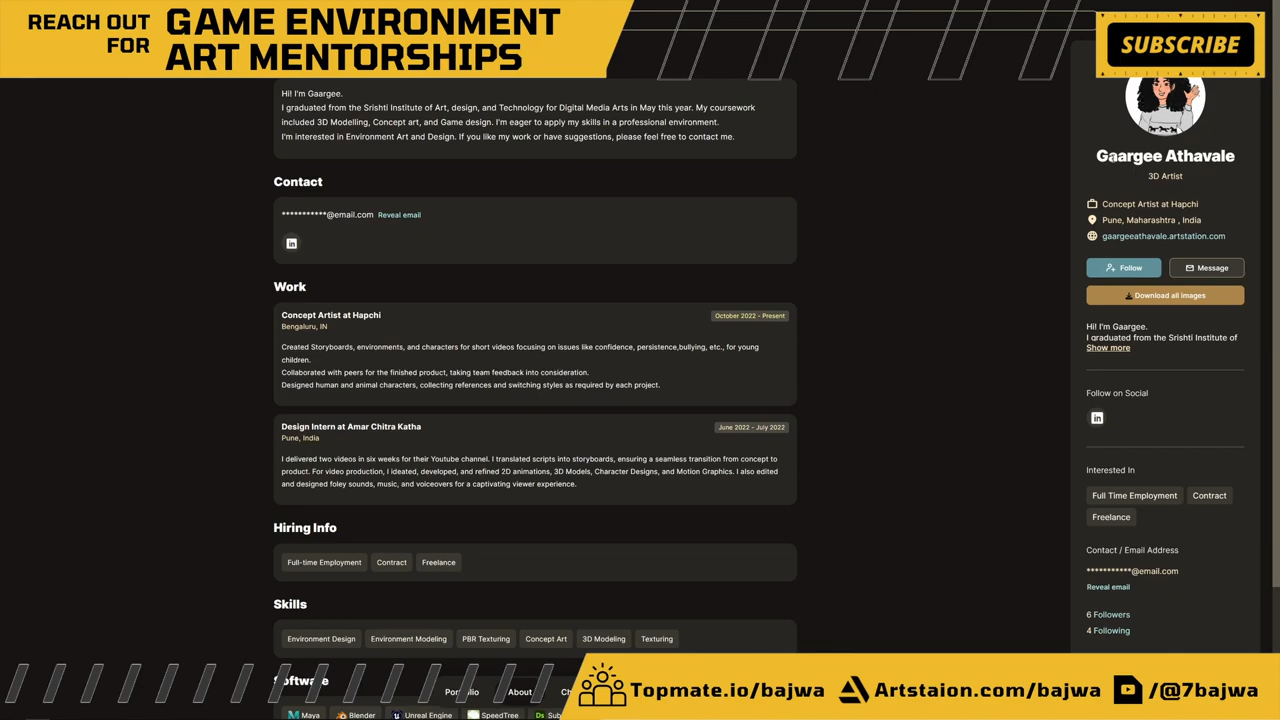 REACH OUT
FOR
GAME ENVIRONMENT
ART MENTORSHIPS
SUBSCRIBE
Hi! I'm Gaargee.
I graduated from the Srishti Institute of Art, design, and Technology for Digital Media Arts in May this year. My coursework
included 3D Modelling, Concept art, and Game design. I'm eager to apply my skills in a professional environment.
I'm interested in Environment Art and Design. If you like my work or have suggestions, please feel free to contact me.
Contact
***********@email.com Reveal email
in
Work
Concept Artist at Hapchi
October 2022 - Present
Bengaluru, IN
Created Storyboards, environments, and characters for short videos focusing on issues like confidence, persistence,bullying, etc., for young
children.
Collaborated with peers for the finished product, taking team feedback into consideration.
Designed human and animal characters, collecting references and switching styles as required by each project.
Design Intern at Amar Chitra Katha
June 2022 - July 2022
Pune, India
I delivered two videos in six weeks for their Youtube channel. I translated scripts into storyboards, ensuring a seamless transition from concept to
product. For video production, I ideated, developed, and refined 2D animations, 3D Models, Character Designs, and Motion Graphics. I also edited
and designed foley sounds, music, and voiceovers for a captivating viewer experience.
Hiring Info
Full-time Employment Contract Freelance
Skills
Environment Design Environment Modeling PBR Texturing Concept Art 3D Modeling Texturing
Software
Maya Blender Unreal Engine SpeedTree Ds
About
Gaargee Athavale
3D Artist
Concept Artist at Hapchi
Pune, Maharashtra , India
gaargeeathavale.artstation.com
Follow Message
Download all images
Hi! I'm Gaargee.
I graduated from the Srishti Institute of
Show more
Follow on Social
in
Interested In
Full Time Employment Contract
Freelance
Contact / Email Address
***********@email.com
Reveal email
6 Followers
4 Following
Topmate.io/bajwa Artstaion.com/bajwa /@7bajwa